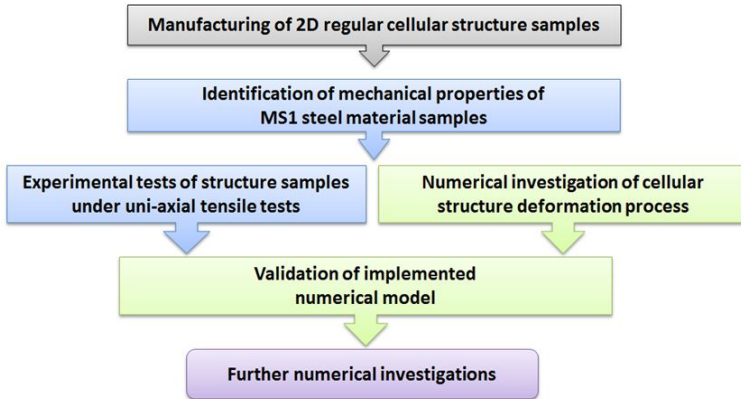 Manufacturing of 2D regular cellular structure samples
Identification of mechanical properties of
MS1 steel material samples
Experimental tests of structure samples
under uni-axial tensile tests
Numerical investigation of cellular
structure deformation process
Validation of implemented
numerical model
Further numerical investigations